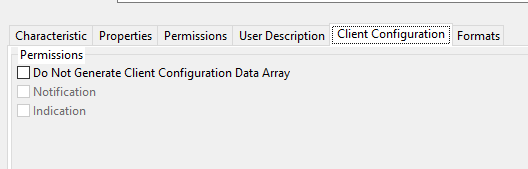 Characteristic Properties Permissions User Description Client Configuration Formats
Permissions
Do Not Generate Client Configuration Data Array
Notification
Indication